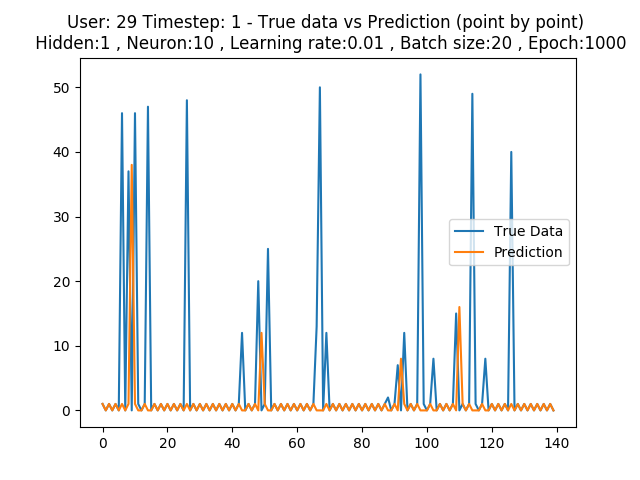 User: 29 Timestep: 1 - True data vs Prediction (point by point)
Hidden:1 , Neuron:10 , Learning rate:0.01 , Batch size:20 , Epoch:1000
50
40
30
20
10
0
True Data
Prediction
0 20 40 60 80 100 120 140